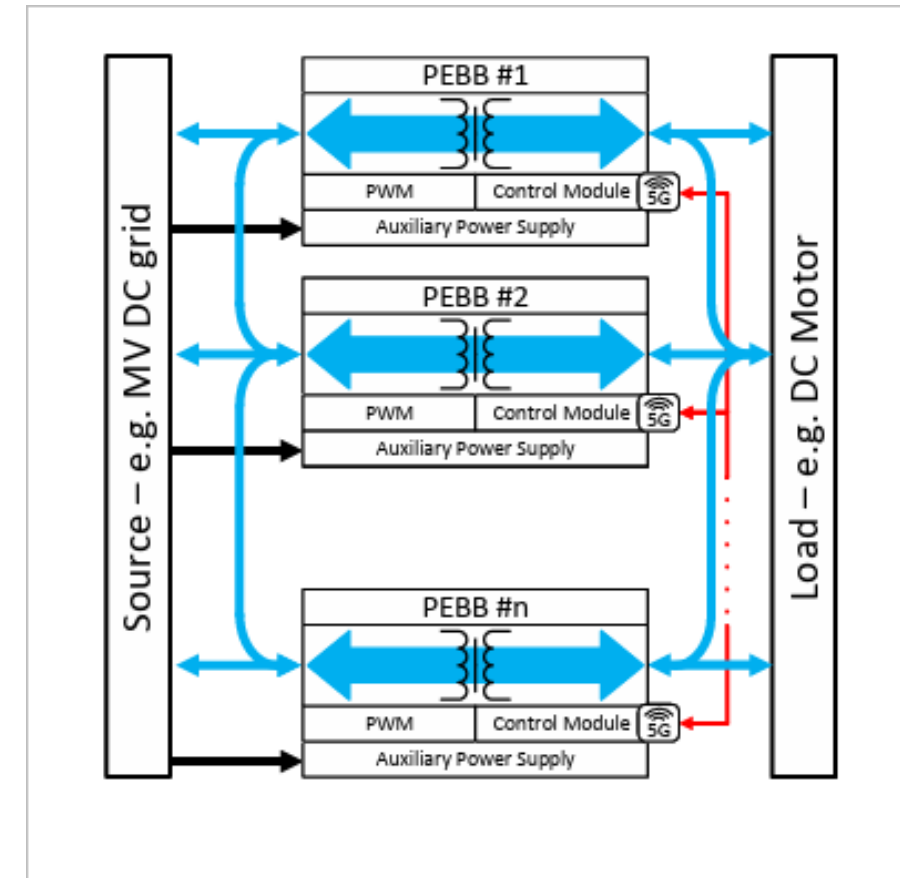 Source – e.g. MV DC grid
PEBB #1
PWM
Control Module
5G
Auxiliary Power Supply
PEBB #2
PWM
Control Module
5G
Auxiliary Power Supply
PEBB #n
PWM
Control Module
5G
Auxiliary Power Supply
Load – e.g. DC Motor